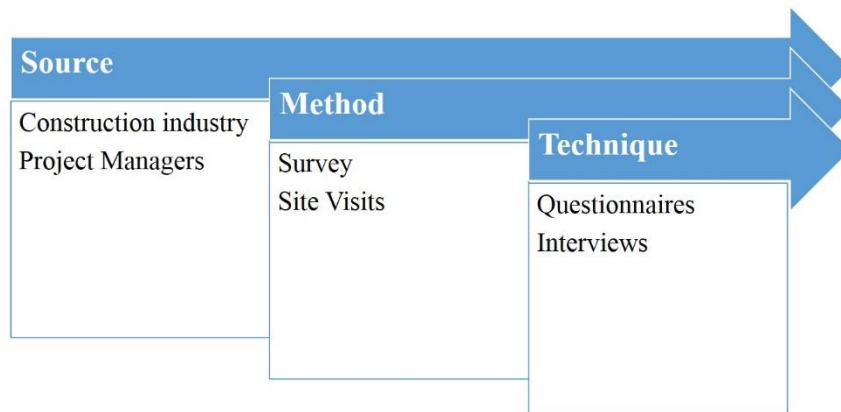 Source
Construction industry
Project Managers
Method
Survey
Site Visits
Technique
Questionnaires
Interviews